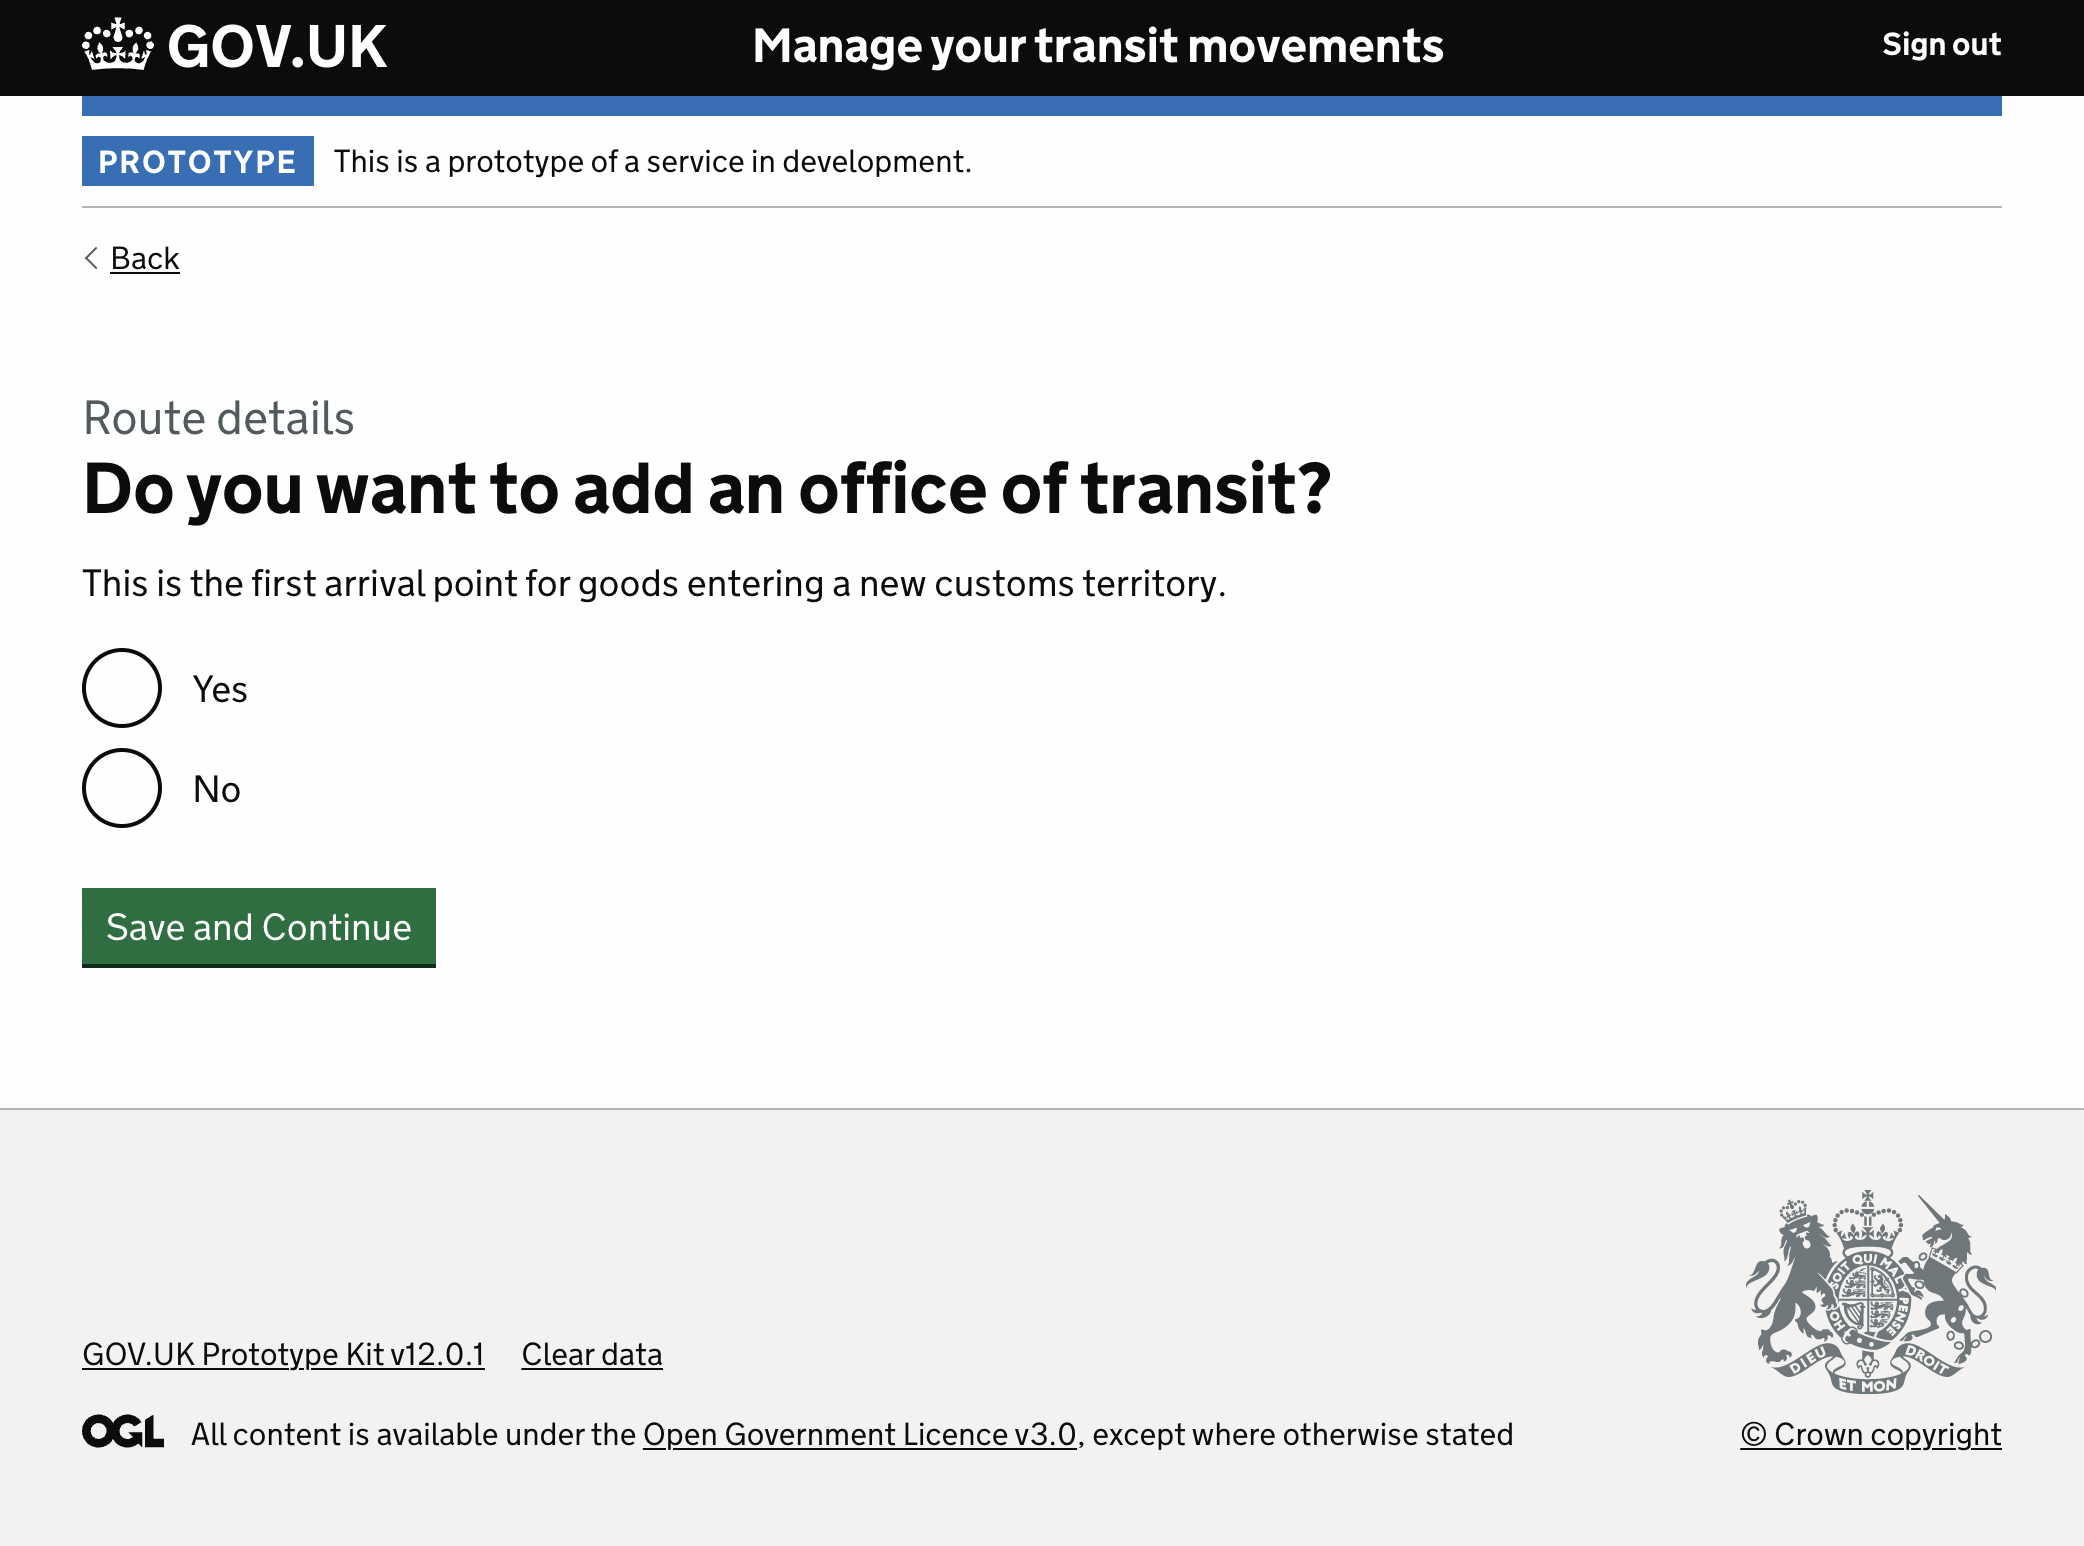 GOV.UK
Manage your transit movements
Sign out
PROTOTYPE This is a prototype of a service in development.
Back
Route details
Do you want to add an office of transit?
This is the first arrival point for goods entering a new customs territory.
Yes
No
Save and Continue
SOIT QUI MAL Y PENSE
DIEU ET MON DROIT
GOV.UK Prototype Kit v12.0.1 Clear data
OGL All content is available under the Open Government Licence v3.0, except where otherwise stated
© Crown copyright